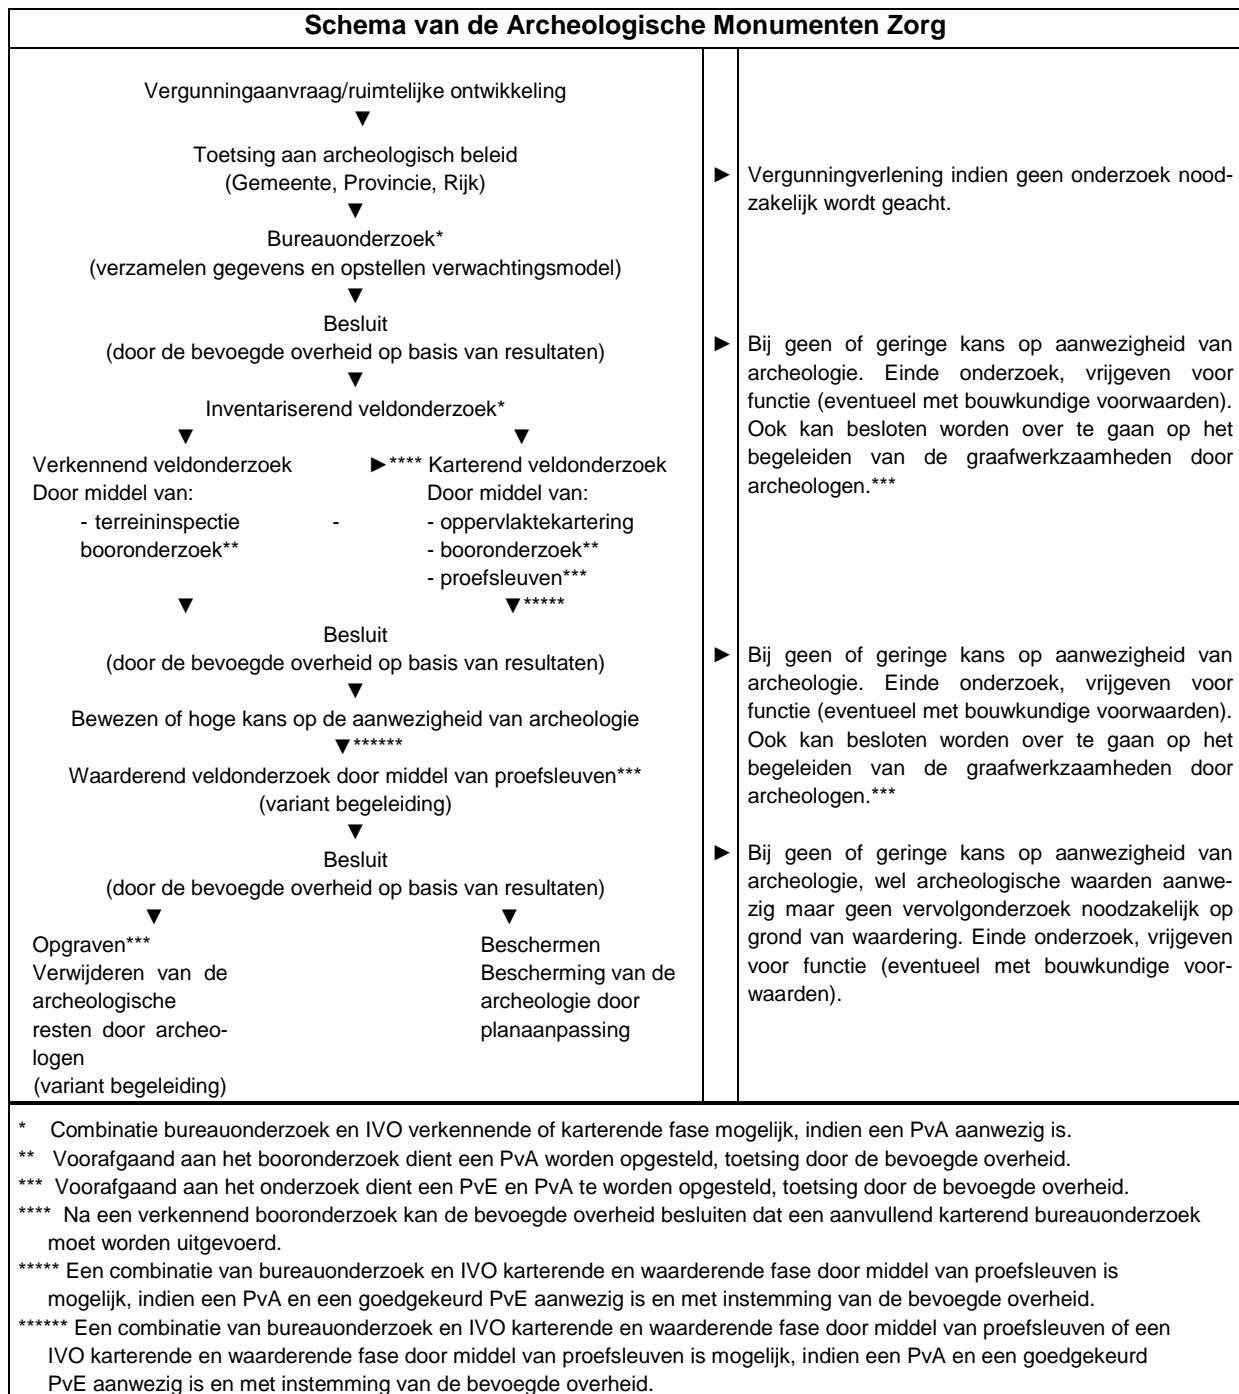 Schema van de Archeologische Monumenten Zorg
Vergunningaanvraag/ruimtelijke ontwikkeling
▼
Toetsing aan archeologisch beleid
(Gemeente, Provincie, Rijk)
▼
Bureauonderzoek*
(verzamelen gegevens en opstellen verwachtingsmodel)
▼
Besluit
(door de bevoegde overheid op basis van resultaten)
▼
Inventariserend veldonderzoek*
▼ ▼
Verkennend veldonderzoek ►**** Karterend veldonderzoek
Door middel van: Door middel van:
- terreininspectie - - oppervlaktekartering
booronderzoek** - booronderzoek**
- proefsleuven***
▼ ▼*****
Besluit
(door de bevoegde overheid op basis van resultaten)
▼
Bewezen of hoge kans op de aanwezigheid van archeologie
▼******
Waarderend veldonderzoek door middel van proefsleuven***
(variant begeleiding)
▼
Besluit
(door de bevoegde overheid op basis van resultaten)
▼ ▼
Opgraven***
Verwijderen van de
archeologische
resten door archeo-
logen
(variant begeleiding)
Beschermen
Bescherming van de
archeologie door
planaanpassing
► Vergunningverlening indien geen onderzoek nood-
zakelijk wordt geacht.
► Bij geen of geringe kans op aanwezigheid van
archeologie. Einde onderzoek, vrijgeven voor
functie (eventueel met bouwkundige voorwaarden).
Ook kan besloten worden over te gaan op het
begeleiden van de graafwerkzaamheden door
archeologen.***
► Bij geen of geringe kans op aanwezigheid van
archeologie. Einde onderzoek, vrijgeven voor
functie (eventueel met bouwkundige voorwaarden).
Ook kan besloten worden over te gaan op het
begeleiden van de graafwerkzaamheden door
archeologen.***
► Bij geen of geringe kans op aanwezigheid van
archeologie, wel archeologische waarden aanwe-
zig maar geen vervolgonderzoek noodzakelijk op
grond van waardering. Einde onderzoek, vrijgeven
voor functie (eventueel met bouwkundige voor-
waarden).
* Combinatie bureauonderzoek en IVO verkennende of karterende fase mogelijk, indien een PvA aanwezig is.
** Voorafgaand aan het booronderzoek dient een PvA worden opgesteld, toetsing door de bevoegde overheid.
*** Voorafgaand aan het onderzoek dient een PvE en PvA te worden opgesteld, toetsing door de bevoegde overheid.
**** Na een verkennend booronderzoek kan de bevoegde overheid besluiten dat een aanvullend karterend bureauonderzoek
moet worden uitgevoerd.
***** Een combinatie van bureauonderzoek en IVO karterende en waarderende fase door middel van proefsleuven is
mogelijk, indien een PvA en een goedgekeurd PvE aanwezig is en met instemming van de bevoegde overheid.
****** Een combinatie van bureauonderzoek en IVO karterende en waarderende fase door middel van proefsleuven of een
IVO karterende en waarderende fase door middel van proefsleuven is mogelijk, indien een PvA en een goedgekeurd
PvE aanwezig is en met instemming van de bevoegde overheid.